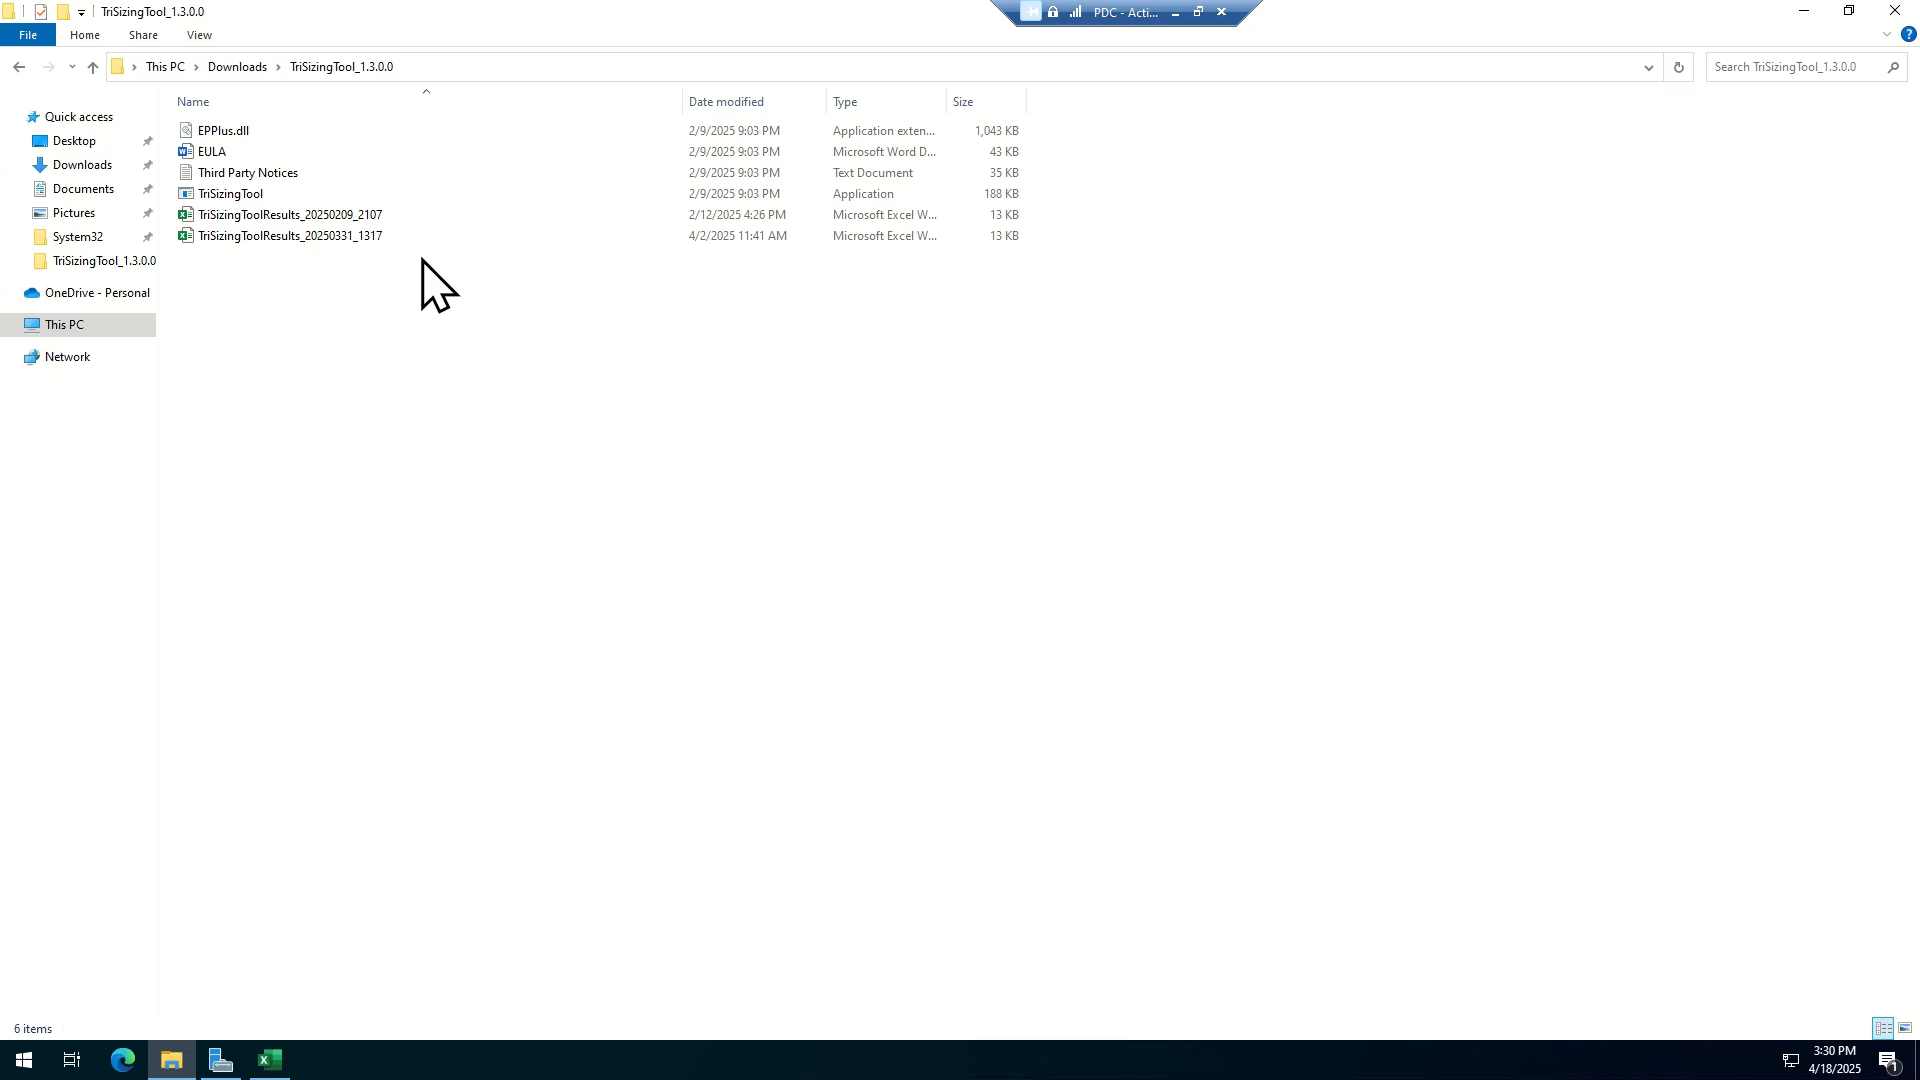 TriSizingTool_1.3.0.0
PDC - Acti...
File Home Share View
This PC Downloads TriSizingTool_1.3.0.0
Search TriSizingTool_1.3.0.0
Name Date modified Type Size
Quick access
Desktop
Downloads
Documents
Pictures
System32
TriSizingTool_1.3.0.0
OneDrive - Personal
This PC
Network
EPPlus.dll 2/9/2025 9:03 PM Application exten... 1,043 KB
EULA 2/9/2025 9:03 PM Microsoft Word D... 43 KB
Third Party Notices 2/9/2025 9:03 PM Text Document 35 KB
TriSizingTool 2/9/2025 9:03 PM Application 188 KB
TriSizingToolResults_20250209_2107 2/12/2025 4:26 PM Microsoft Excel W... 13 KB
TriSizingToolResults_20250331_1317 4/2/2025 11:41 AM Microsoft Excel W... 13 KB
6 items
3:30 PM
4/18/2025
1